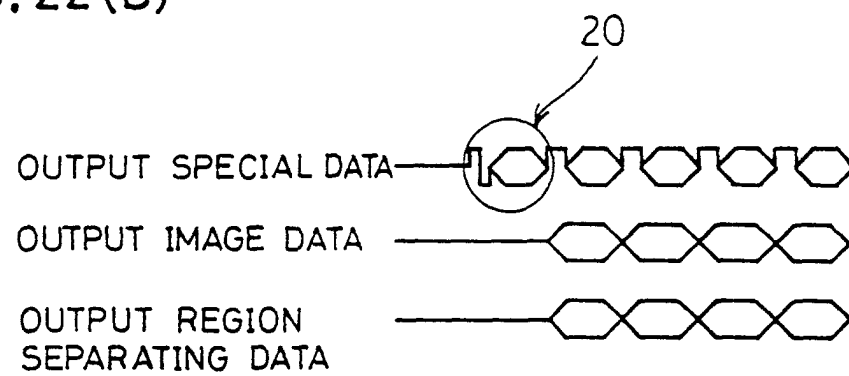 22(B)
20
OUTPUT SPECIAL DATA
OUTPUT IMAGE DATA
OUTPUT REGION
SEPARATING DATA